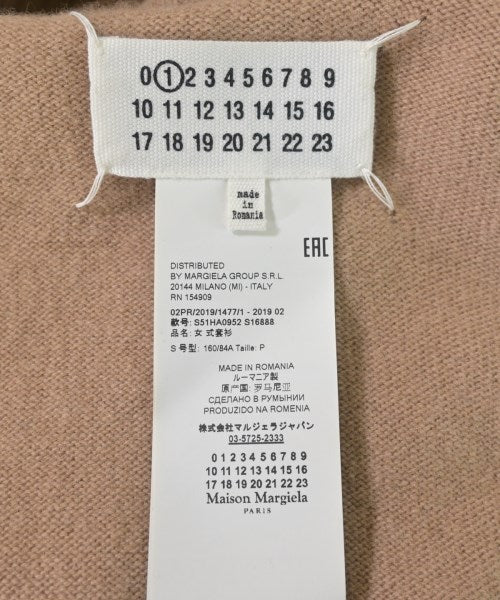 0 1 2 3 4 5 6 7 8 9
10 11 12 13 14 15 16
17 18 19 20 21 22 23
made
in
Romania
EAC
DISTRIBUTED
BY MARGIELA GROUP S.R.L.
20144 MILANO (MI) - ITALY
RN 154909
02PR/2019/1477/1 - 2019 02
款号: S51HA0952 S16888
品名: 女 式套衫
S 号型: 160/84A Taille: P
MADE IN ROMANIA
ルーマニア製
原产国: 罗马尼亚
СДЕЛАНО В РУМЫНИИ
PRODUZIDO NA ROMENIA
株式会社マルジェラジャパン
03-5725-2333
0 1 2 3 4 5 6 7 8 9
10 11 12 13 14 15 16
17 18 19 20 21 22 23
Maison Margiela
PARIS